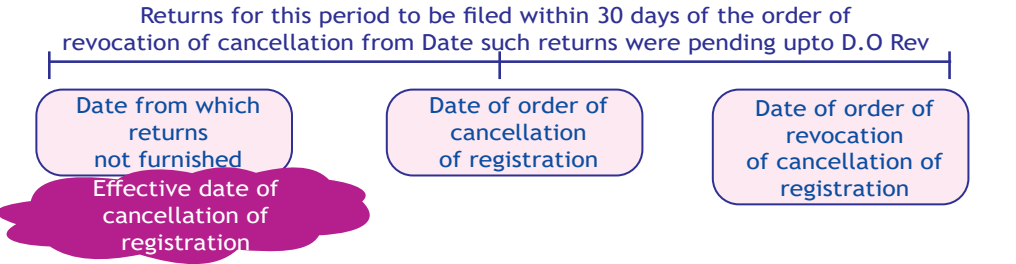 Returns for this period to be filed within 30 days of the order of
revocation of cancellation from Date such returns were pending upto D.O Rev
Date from which
returns
not furnished
Effective date of
cancellation of
registration
Date of order of
cancellation
of registration
Date of order of
revocation
of cancellation of
registration